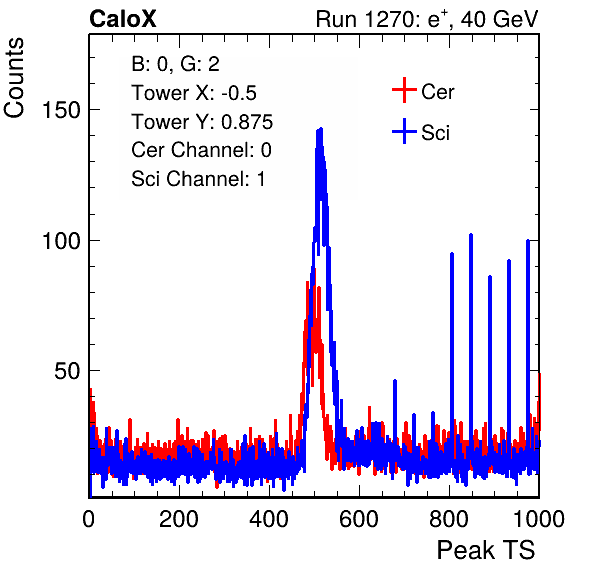 CaloX Run 1270: e⁺, 40 GeV
Counts
B: 0, G: 2
Tower X: -0.5
Tower Y: 0.875
Cer Channel: 0
Sci Channel: 1
Cer
Sci
150
100
50
0 200 400 600 800 1000
Peak TS